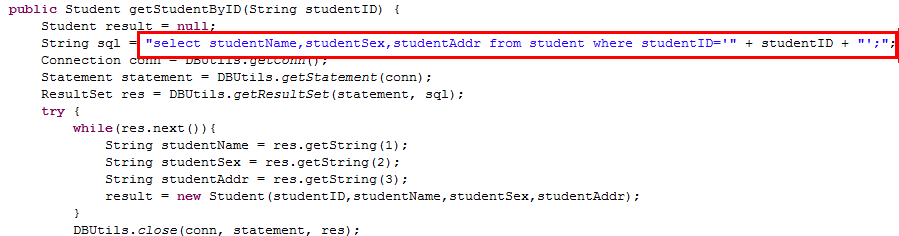 public Student getStudentByID(String studentID) {
Student result = null;
String sql = "select studentName,studentSex,studentAddr from student where studentID='" + studentID + "';";
Connection conn = DBUtils.getConn();
Statement statement = DBUtils.getStatement(conn);
ResultSet res = DBUtils.getResultSet(statement, sql);
try {
while(res.next()){
String studentName = res.getString(1);
String studentSex = res.getString(2);
String studentAddr = res.getString(3);
result = new Student(studentID,studentName,studentSex,studentAddr);
}
DBUtils.close(conn, statement, res);